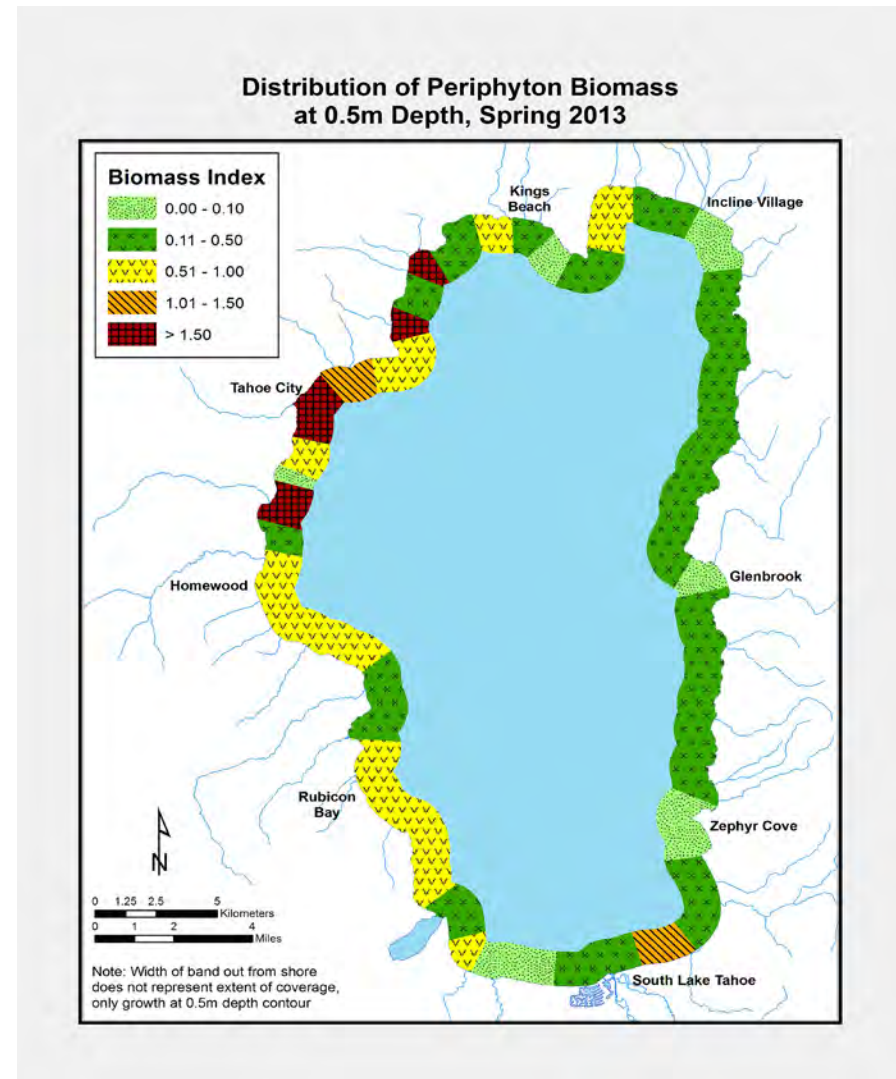 Distribution of Periphyton Biomass
at 0.5m Depth, Spring 2013
Biomass Index
0.00 - 0.10
0.11 - 0.50
0.51 - 1.00
1.01 - 1.50
> 1.50
Kings
Beach
Incline Village
Tahoe City
Homewood
Glenbrook
Rubicon
Bay
Zephyr Cove
South Lake Tahoe
N
0 1.25 2.5 5
Kilometers
0 1 2 4
Miles
Note: Width of band out from shore
does not represent extent of coverage,
only growth at 0.5m depth contour